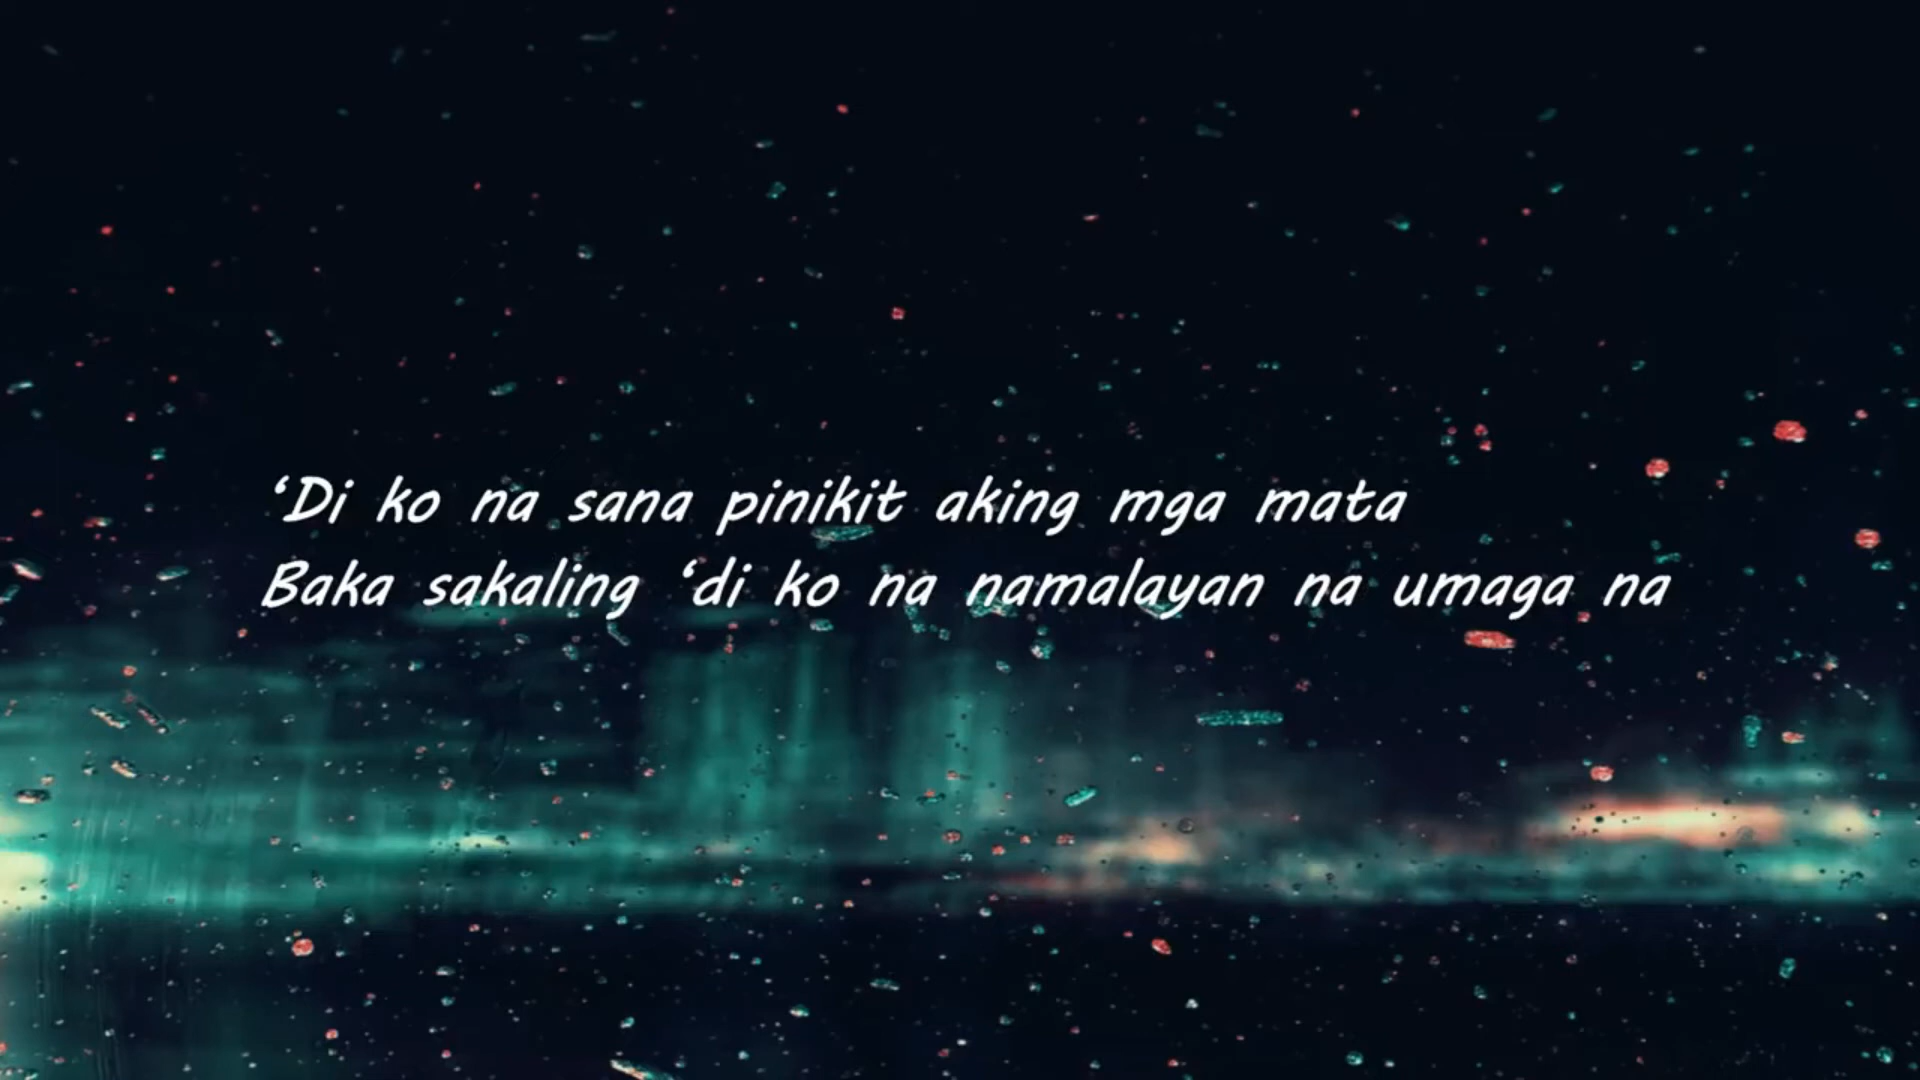 ‘Di ko na sana pinikit aking mga mata
Baka sakaling ‘di ko na namalayan na umaga na